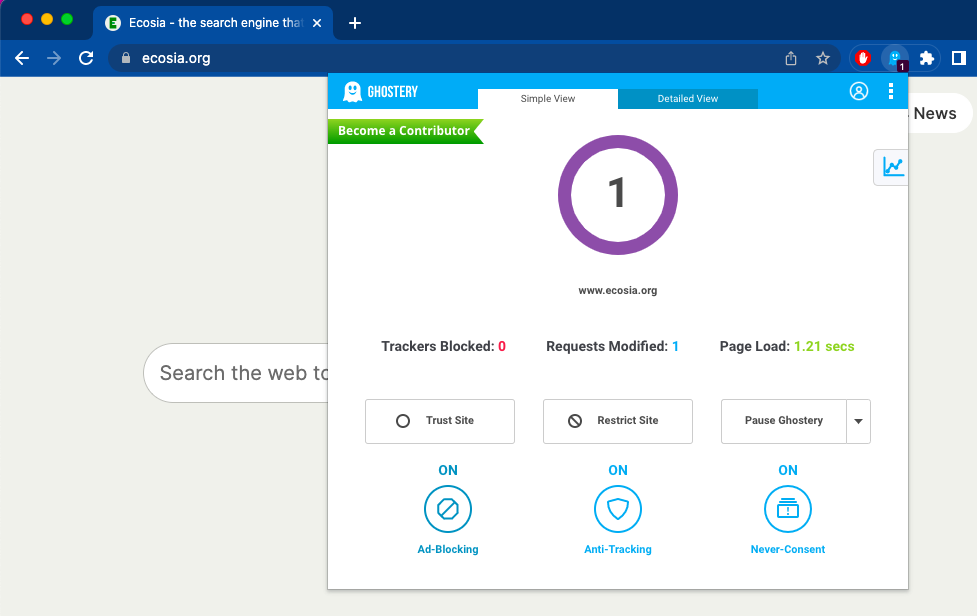 Ecosia - the search engine that
ecosia.org
1
GHOSTERY
Simple View
Detailed View
News
Become a Contributor
1
www.ecosia.org
Trackers Blocked: 0
Requests Modified: 1
Page Load: 1.21 secs
Search the web to
Trust Site
Restrict Site
Pause Ghostery
ON
ON
ON
Ad-Blocking
Anti-Tracking
Never-Consent